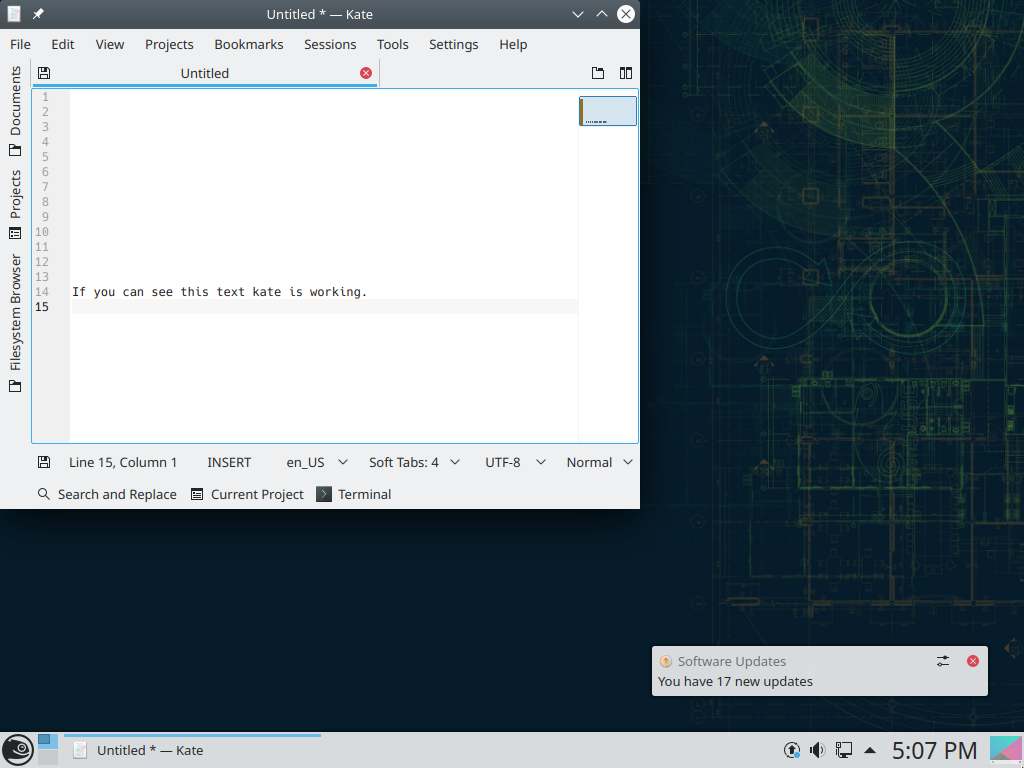 Untitled * — Kate
File Edit View Projects Bookmarks Sessions Tools Settings Help
Documents
Projects
Filesystem Browser
Untitled
1
2
3
4
5
6
7
8
9
10
11
12
13
14 If you can see this text kate is working.
15
Line 15, Column 1 INSERT en_US Soft Tabs: 4 UTF-8 Normal
Search and Replace Current Project Terminal
Software Updates
You have 17 new updates
Untitled * — Kate
5:07 PM